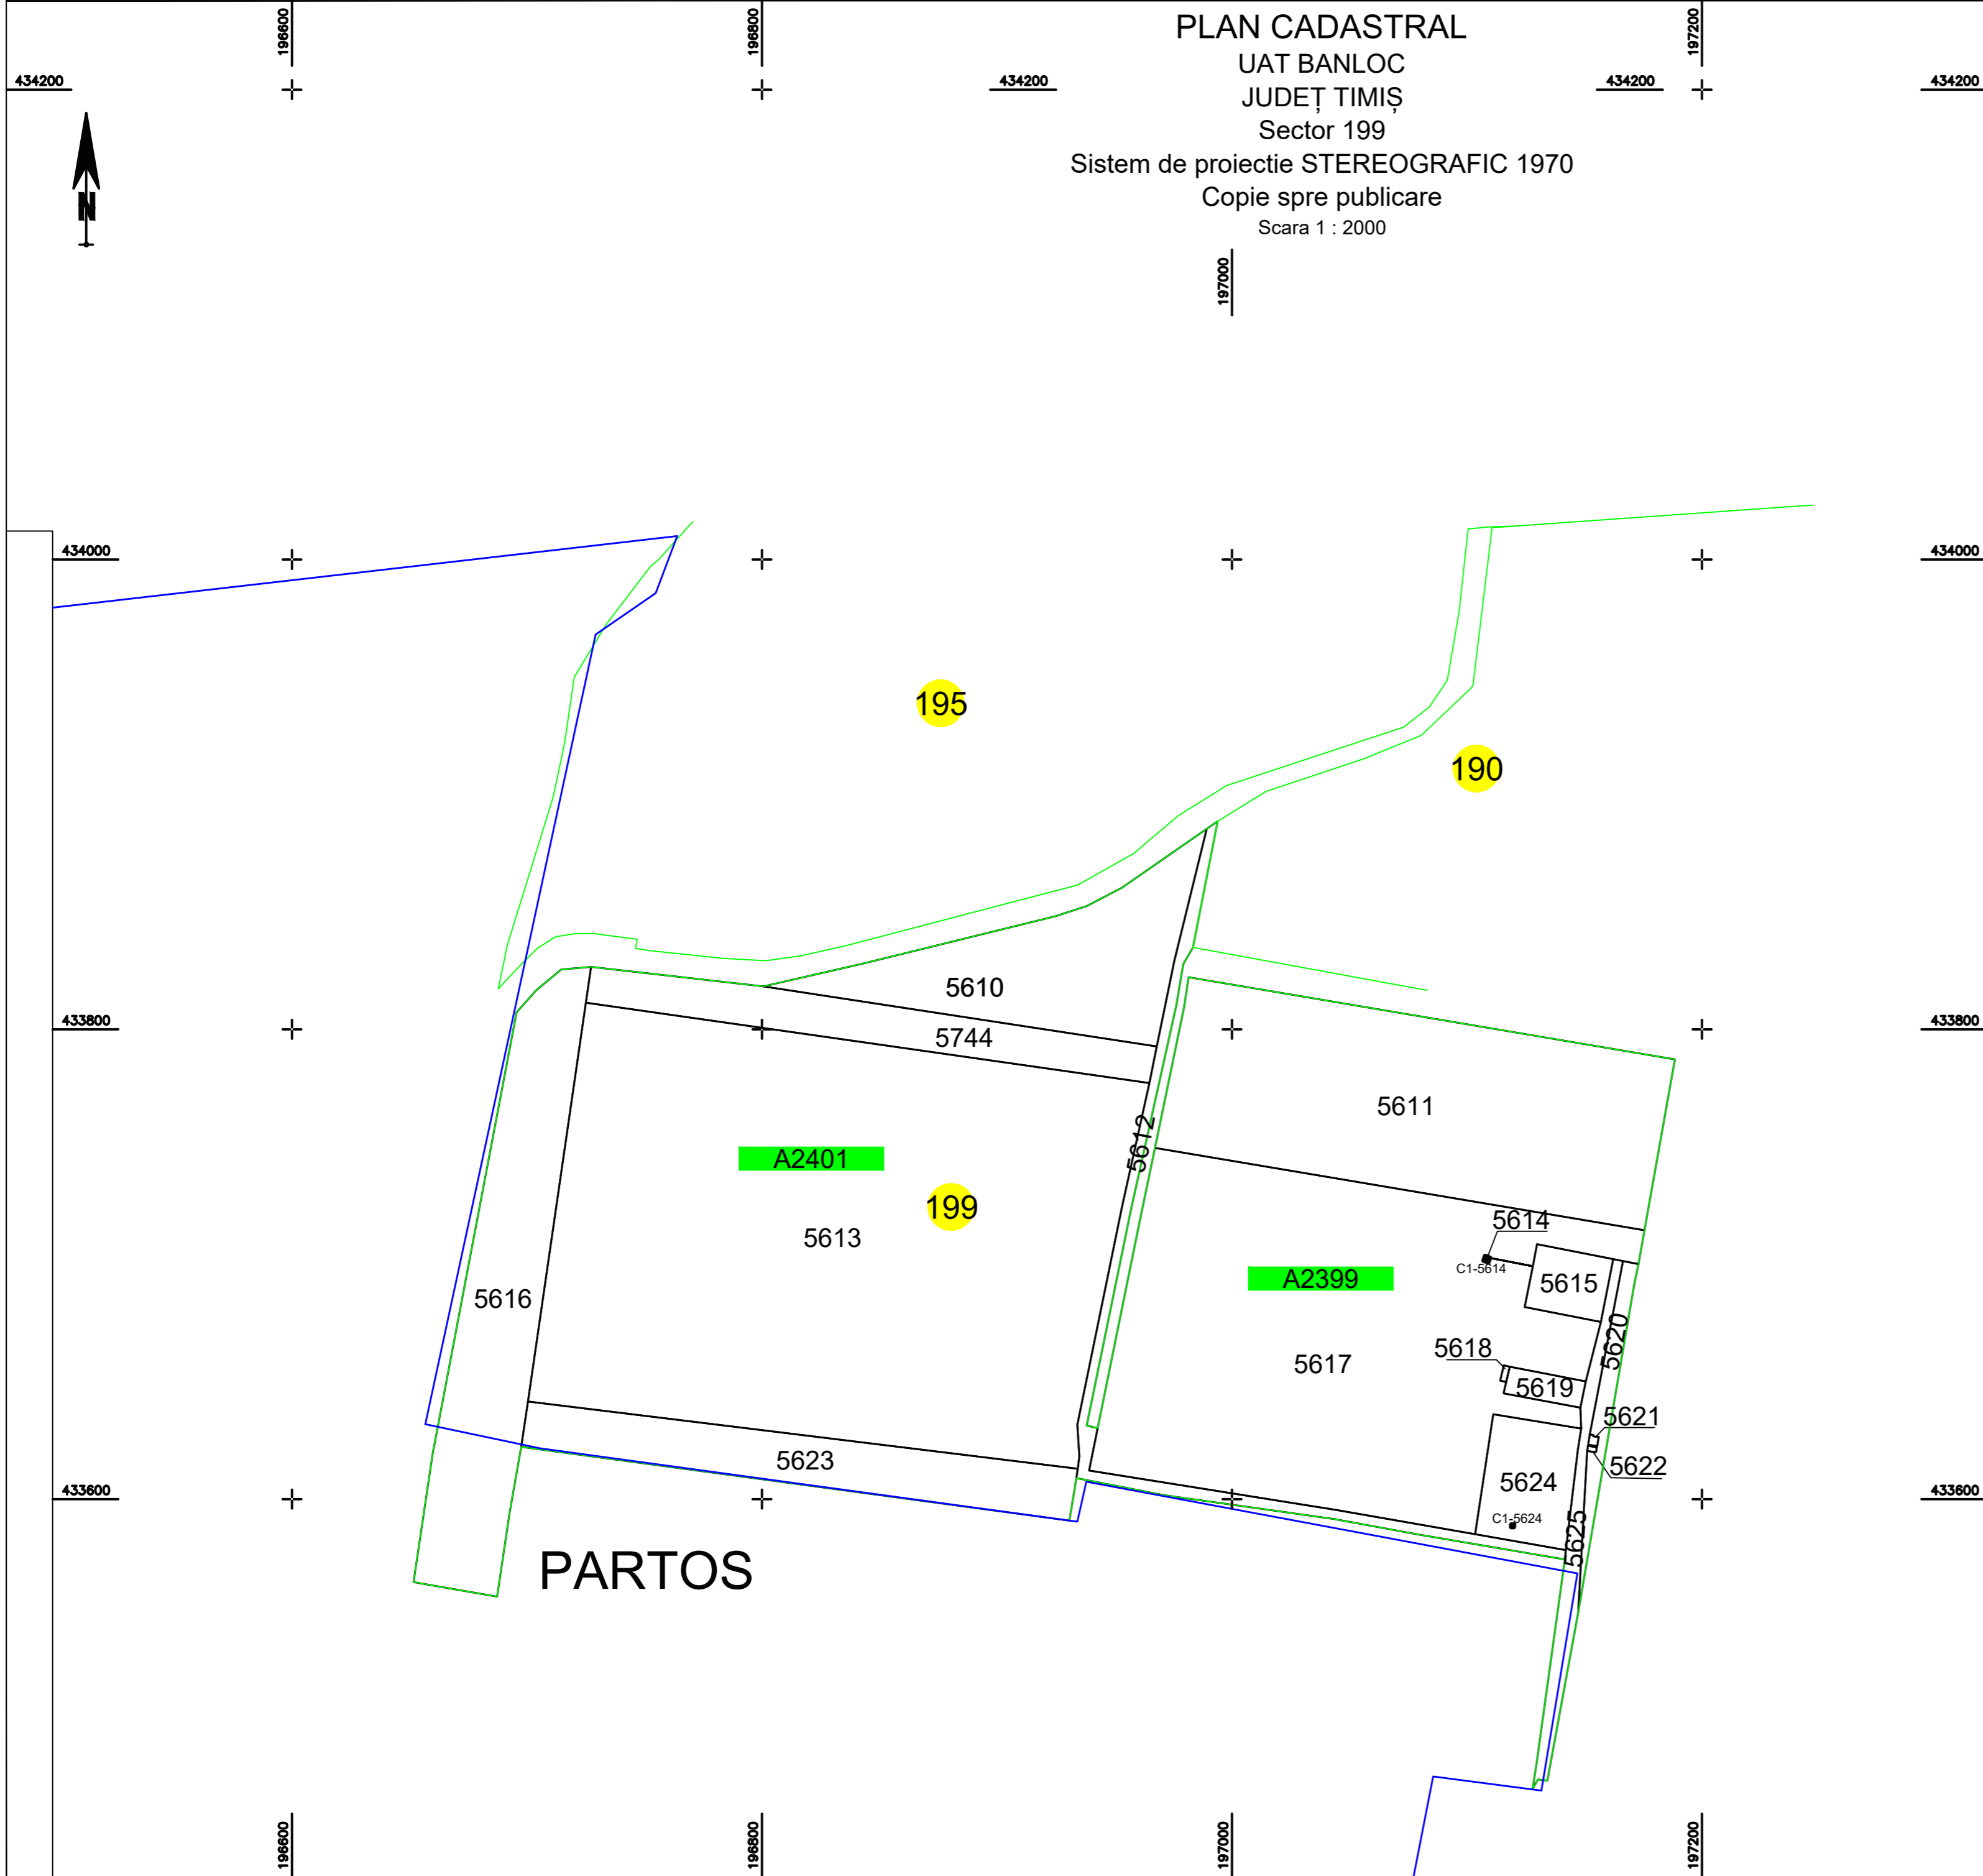 PLAN CADASTRAL
UAT BANLOC
JUDEȚ TIMIȘ
Sector 199
Sistem de proiectie STEREOGRAFIC 1970
Copie spre publicare
Scara 1 : 2000
196600
196800
197200
434200
434200
434200
434200
N
197000
434000
434000
195
190
5610
433800
5744
433800
5611
5612
A2401
199
5613
5614
C1-5614
A2399
5615
5616
5620
5618
5617
5619
5621
5623
5622
5624
433600
433600
C1-5624
5625
PARTOS
196600
196800
197000
197200